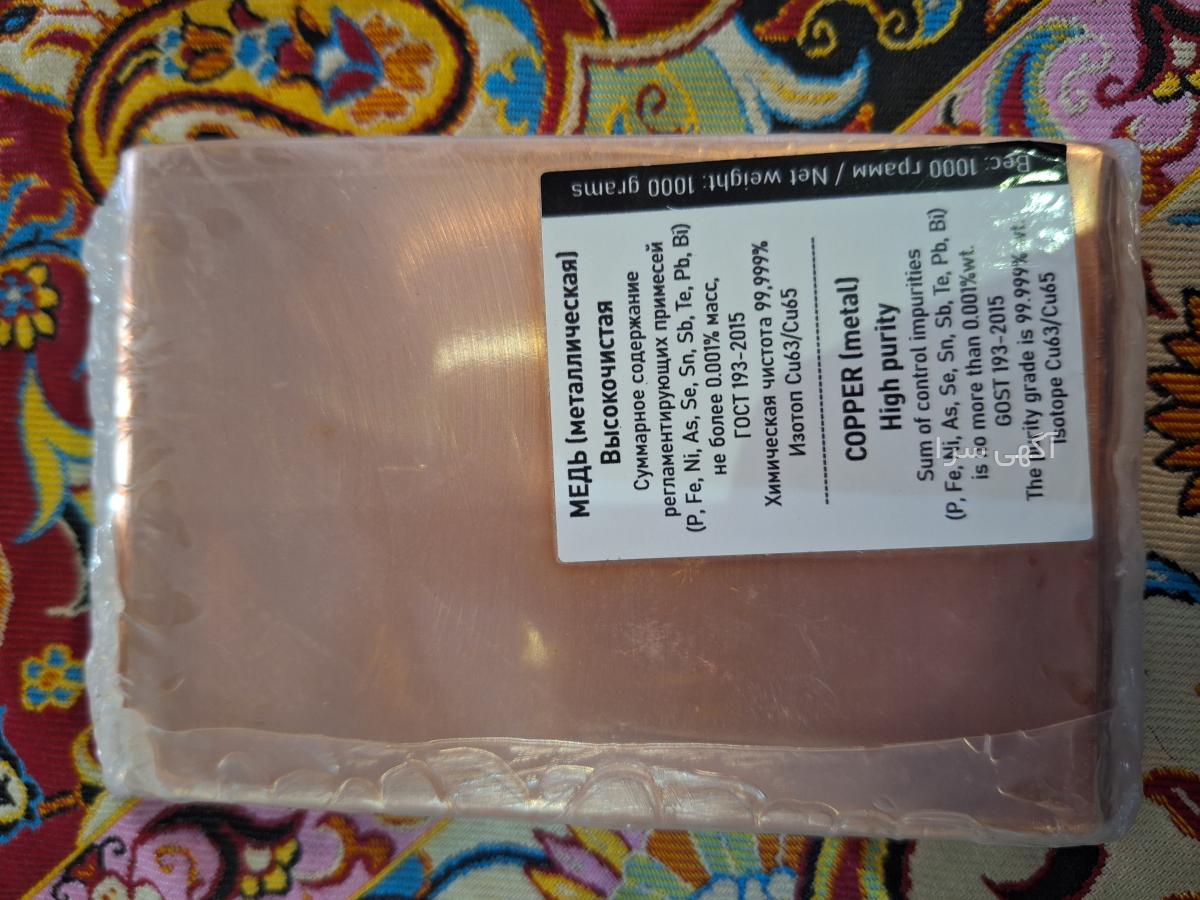 Вес: 1000 грамм / Net weight: 1000 grams
МЕДЬ (металлическая)
Высокочистая
Суммарное содержание
регламентирующих примесей
(P, Fe, Ni, As, Se, Sn, Sb, Te, Pb, Bi)
не более 0.001% масс,
ГОСТ 193-2015
Химическая чистота 99,999%
Изотоп Cu63/Cu65
COPPER (metal)
High purity
Sum of control impurities
(P, Fe, Ni, As, Se, Sn, Sb, Te, Pb, Bi)
is no more than 0.001%wt.
GOST 193-2015
The purity grade is 99.999% wt.
Isotope Cu63/Cu65
آگهی سرا